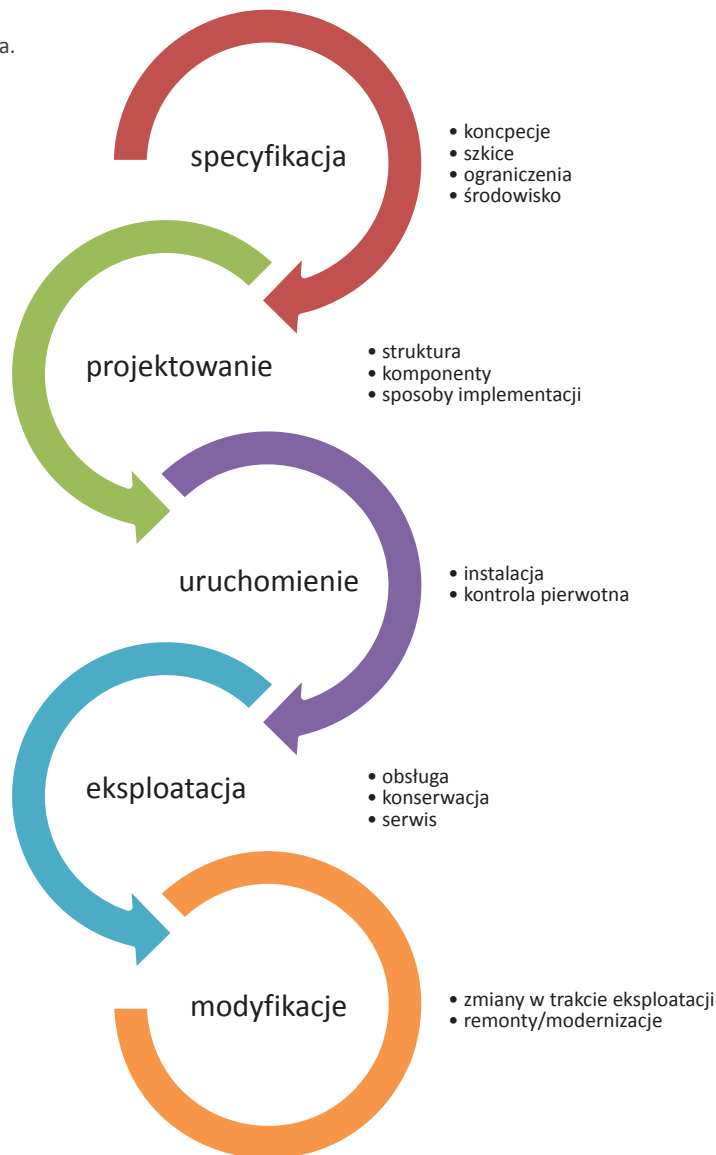 a.
specyfikacja
• koncpecje
• szkice
• ograniczenia
• środowisko
projektowanie
• struktura
• komponenty
• sposoby implementacji
uruchomienie
• instalacja
• kontrola pierwotna
eksploatacja
• obsługa
• konserwacja
• serwis
modyfikacje
• zmiany w trakcie eksploatacji
• remonty/modernizacje